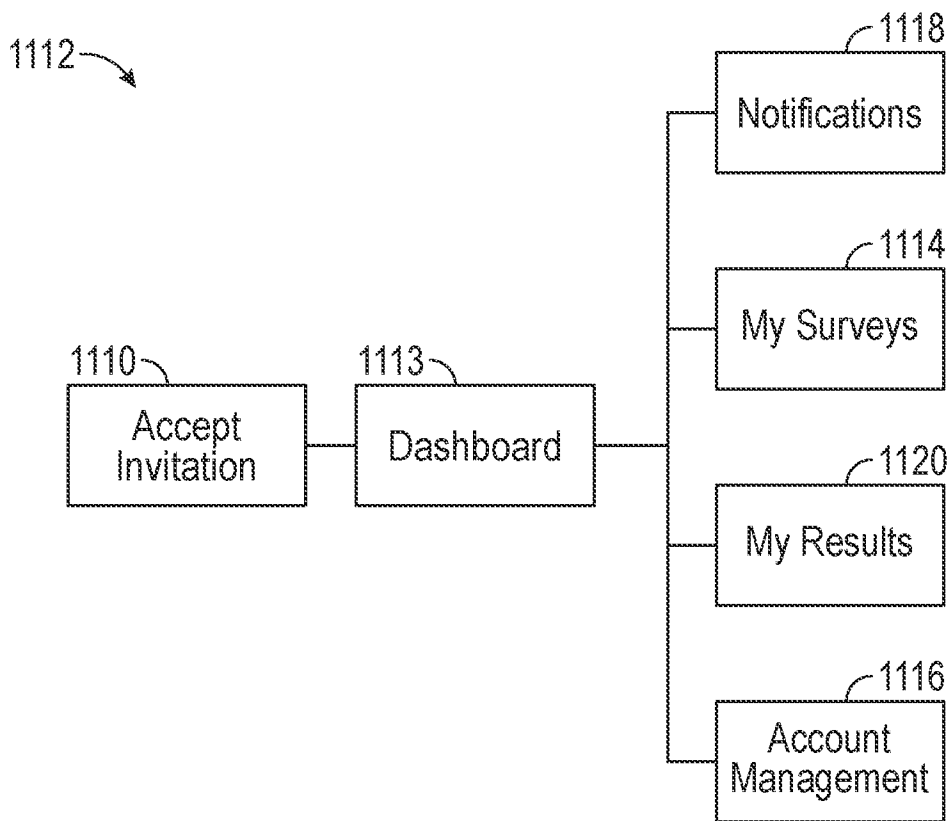 1112
1118
Notifications
1114
My Surveys
1110
Accept
Invitation
1113
Dashboard
1120
My Results
1116
Account
Management